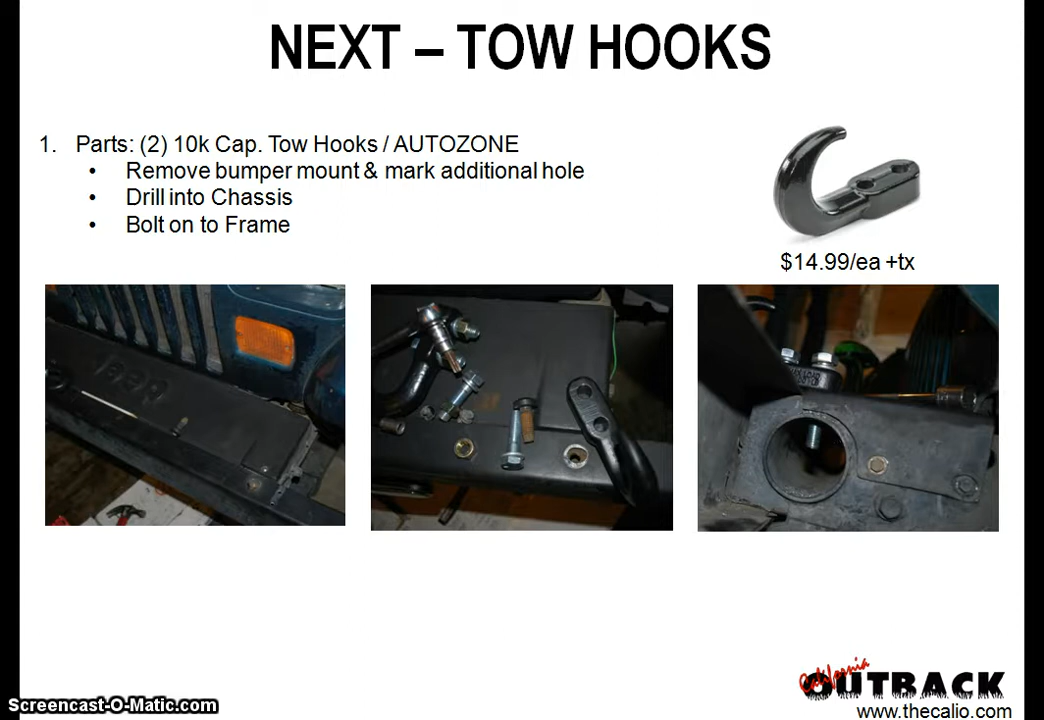 NEXT – TOW HOOKS
1. Parts: (2) 10k Cap. Tow Hooks / AUTOZONE
• Remove bumper mount & mark additional hole
• Drill into Chassis
• Bolt on to Frame
$14.99/ea +tx
Jeep
California
OUTBACK
www.thecalio.com
Screencast-O-Matic.com